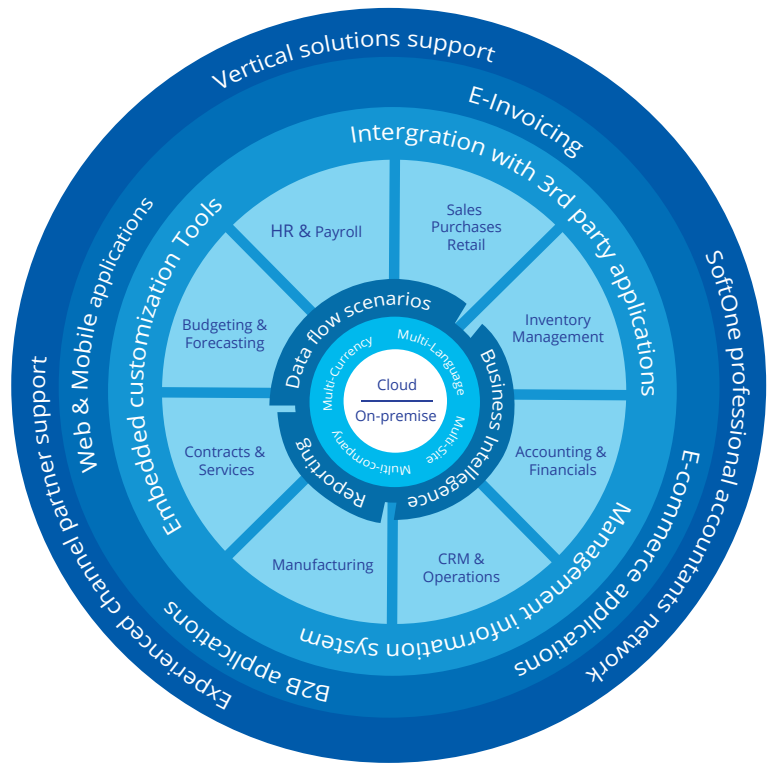 Vertical solutions support
SoftOne professional accountants network
Experienced channel partner support
E-Invoicing
E-commerce applications
B2B applications
Web & Mobile applications
Intergration with 3rd party applications
Management information system
Embedded customization Tools
HR & Payroll
Sales
Purchases
Retail
Inventory
Management
Accounting &
Financials
CRM &
Operations
Manufacturing
Contracts &
Services
Budgeting &
Forecasting
Data flow scenarios
Business Intellegence
Reporting
Multi-Currency
Multi-Language
Multi-Site
Multi-company
Cloud
On-premise